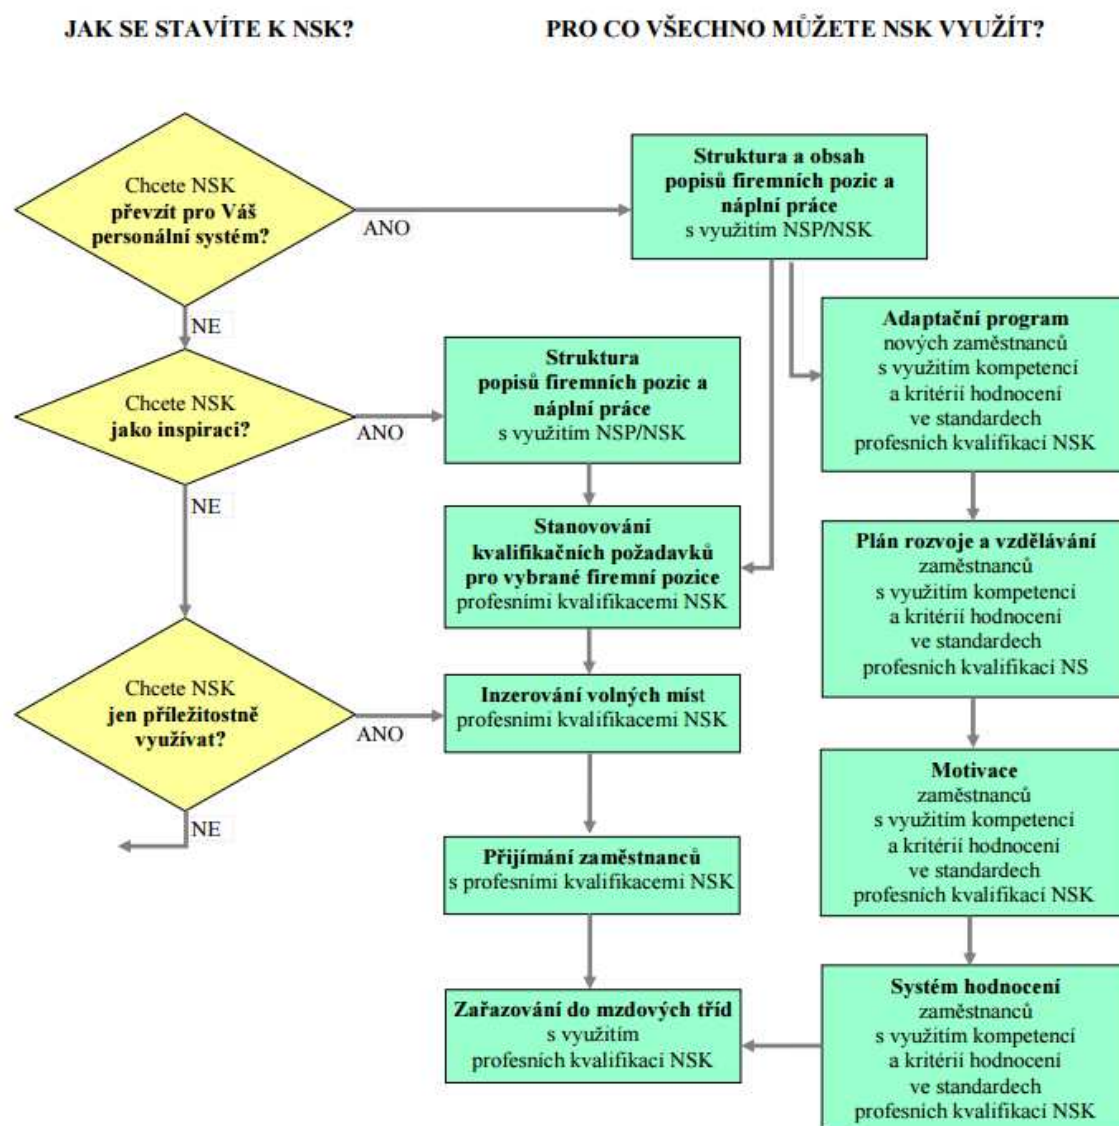 JAK SE STAVÍTE K NSK?
PRO CO VŠECHNO MŮŽETE NSK VYUŽÍT?
Chcete NSK
převzít pro Váš
personální systém?
ANO
NE
Struktura a obsah
popisů firemních pozic a
náplní práce
s využitím NSP/NSK
Chcete NSK
jako inspiraci?
ANO
NE
Struktura
popisů firemních pozic a
náplní práce
s využitím NSP/NSK
Adaptační program
nových zaměstnanců
s využitím kompetencí
a kritérií hodnocení
ve standardech
profesních kvalifikací NSK
Stanovování
kvalifikačních požadavků
pro vybrané firemní pozice
profesními kvalifikacemi NSK
Plán rozvoje a vzdělávání
zaměstnanců
s využitím kompetencí
a kritérií hodnocení
ve standardech
profesních kvalifikací NS
Chcete NSK
jen příležitostně
využívat?
ANO
NE
Inzerování volných míst
profesními kvalifikacemi NSK
Motivace
zaměstnanců
s využitím kompetencí
a kritérií hodnocení
ve standardech
profesních kvalifikací NSK
Přijímání zaměstnanců
s profesními kvalifikacemi NSK
Zařazování do mzdových tříd
s využitím
profesních kvalifikací NSK
Systém hodnocení
zaměstnanců
s využitím kompetencí
a kritérií hodnocení
ve standardech
profesních kvalifikací NSK